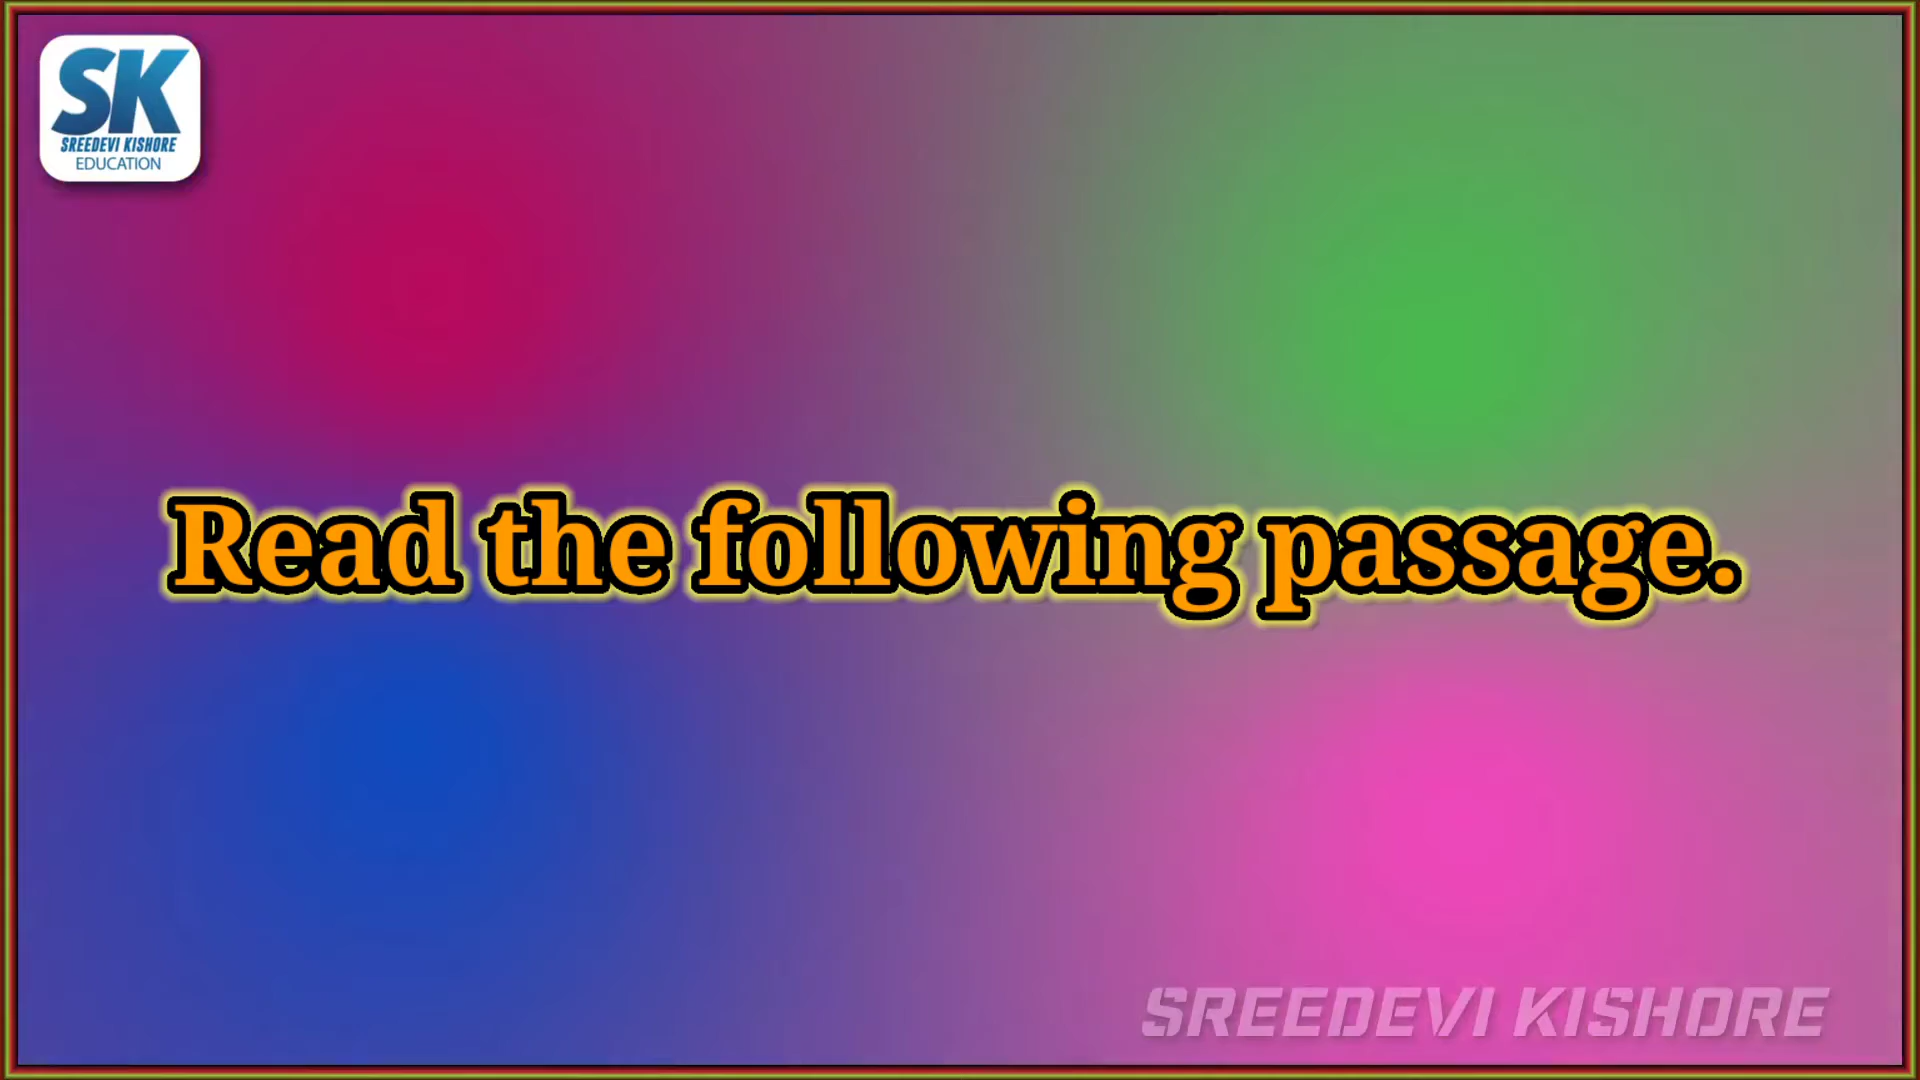 SK
SREEDEVI KISHORE
EDUCATION
Read the following passage.
SREEDEVI KISHORE